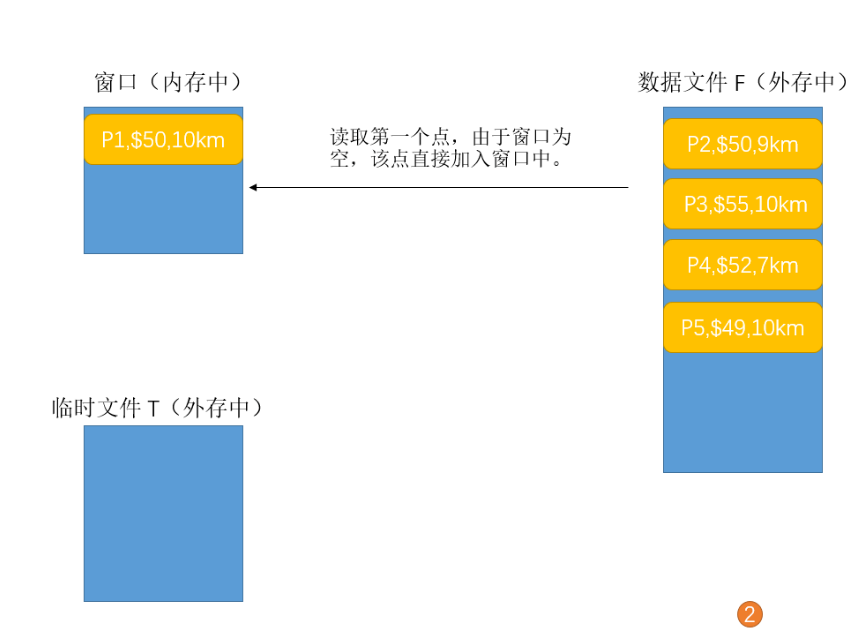 窗口（内存中）
数据文件 F（外存中）
P1,$50,10km
读取第一个点，由于窗口为
空，该点直接加入窗口中。
P2,$50,9km
P3,$55,10km
P4,$52,7km
P5,$49,10km
临时文件 T（外存中）
2